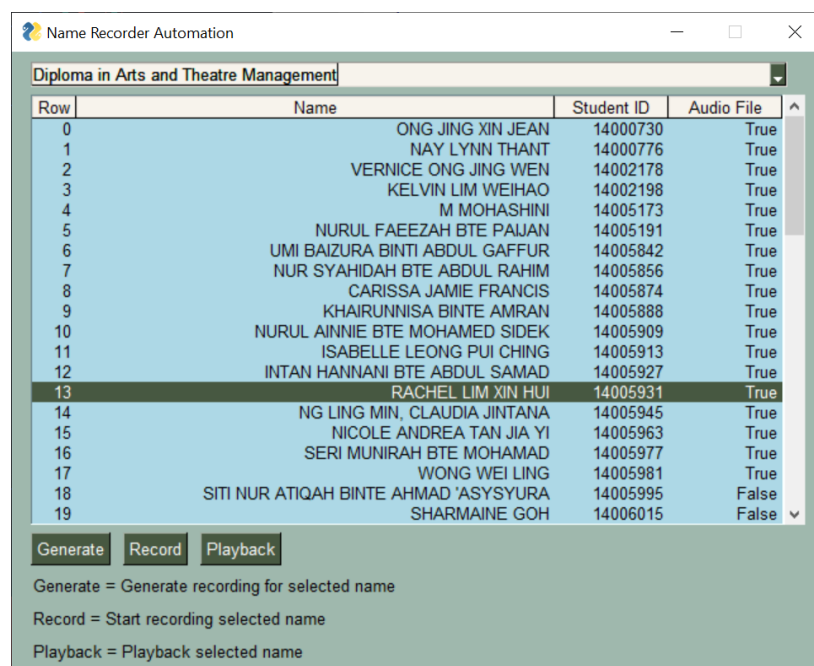 Name Recorder Automation
Diploma in Arts and Theatre Management
Row Name Student ID Audio File
0 ONG JING XIN JEAN 14000730 True
1 NAY LYNN THANT 14000776 True
2 VERNICE ONG JING WEN 14002178 True
3 KELVIN LIM WEIHAO 14002198 True
4 M MOHASHINI 14005173 True
5 NURUL FAEEZAH BTE PAIJAN 14005191 True
6 UMI BAIZURA BINTI ABDUL GAFFUR 14005842 True
7 NUR SYAHIDAH BTE ABDUL RAHIM 14005856 True
8 CARISSA JAMIE FRANCIS 14005874 True
9 KHAIRUNNISA BINTE AMRAN 14005888 True
10 NURUL AINNIE BTE MOHAMED SIDEK 14005909 True
11 ISABELLE LEONG PUI CHING 14005913 True
12 INTAN HANNANI BTE ABDUL SAMAD 14005927 True
13 RACHEL LIM XIN HUI 14005931 True
14 NG LING MIN, CLAUDIA JINTANA 14005945 True
15 NICOLE ANDREA TAN JIA YI 14005963 True
16 SERI MUNIRAH BTE MOHAMAD 14005977 True
17 WONG WEI LING 14005981 True
18 SITI NUR ATIQAH BINTE AHMAD 'ASYSYURA 14005995 False
19 SHARMAINE GOH 14006015 False
Generate Record Playback
Generate = Generate recording for selected name
Record = Start recording selected name
Playback = Playback selected name